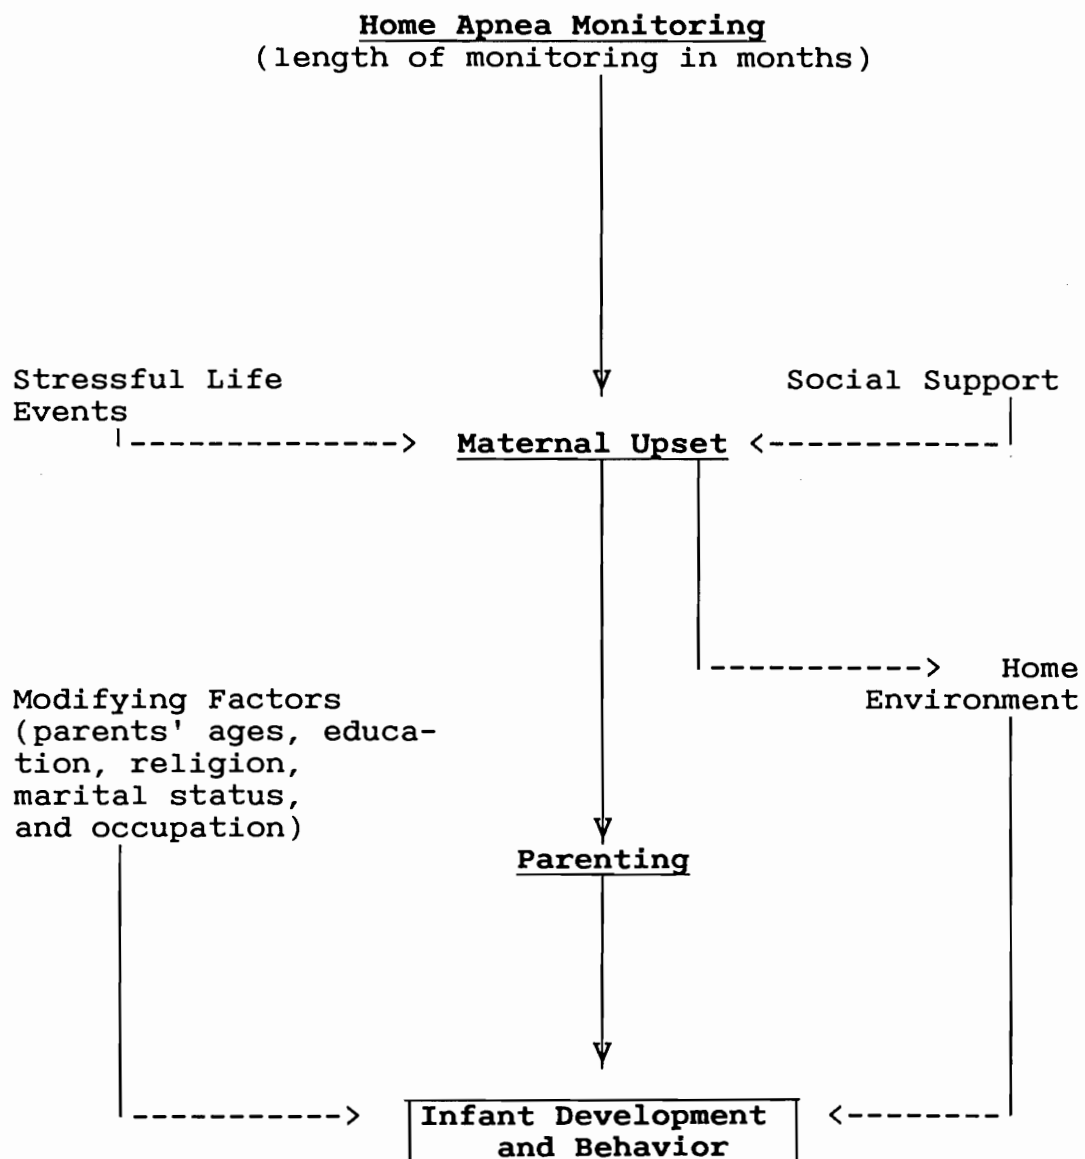 Home Apnea Monitoring
(length of monitoring in months)
Stressful Life
Events
Social Support
Maternal Upset
Home
Environment
Modifying Factors
(parents' ages, educa-
tion, religion,
marital status,
and occupation)
Parenting
Infant Development
and Behavior